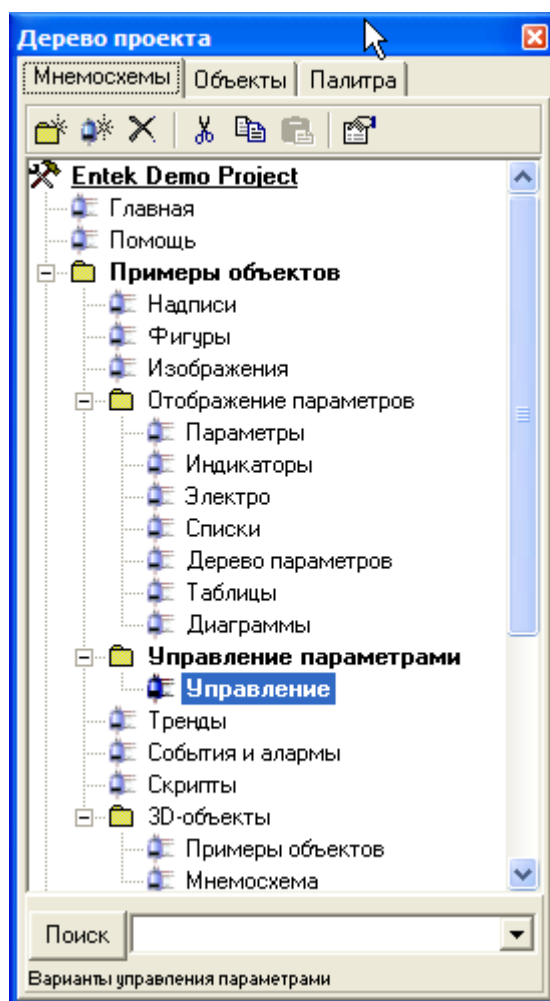 Дерево проекта
Мнемосхемы Объекты Палитра
Entek Demo Project
Главная
Помощь
Примеры объектов
Надписи
Фигуры
Изображения
Отображение параметров
Параметры
Индикаторы
Электро
Списки
Дерево параметров
Таблицы
Диаграммы
Управление параметрами
Управление
Тренды
События и алармы
Скрипты
3D-объекты
Примеры объектов
Мнемосхема
Поиск
Варианты управления параметрами